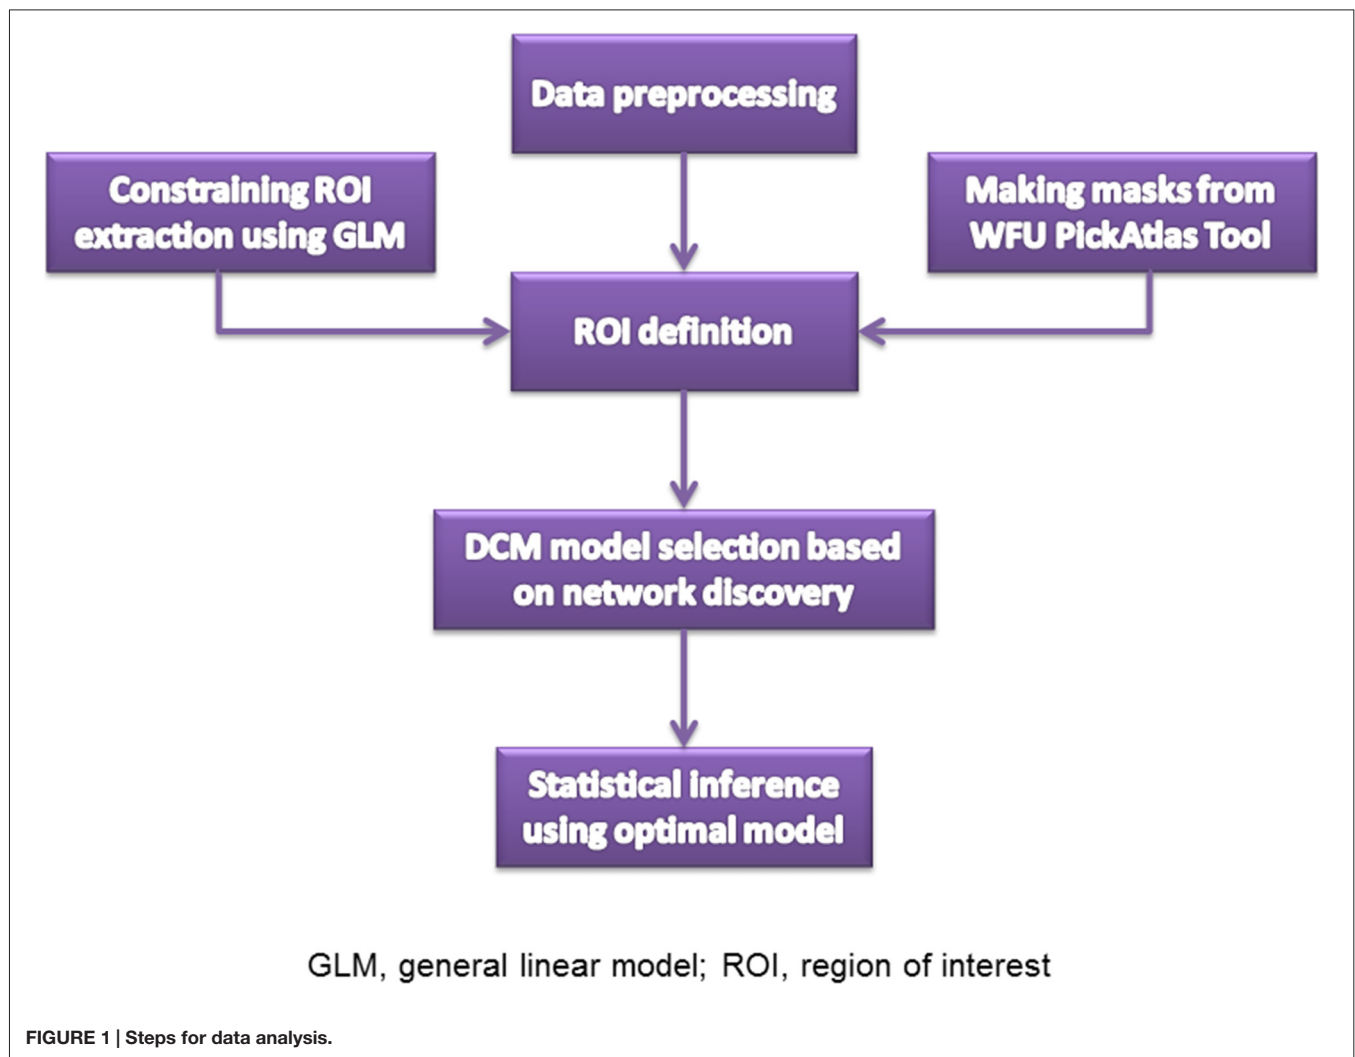 Data preprocessing
Constraining ROI
extraction using GLM
Making masks from
WFU PickAtlas Tool
ROI definition
DCM model selection based
on network discovery
Statistical inference
using optimal model
GLM, general linear model; ROI, region of interest
FIGURE 1 | Steps for data analysis.